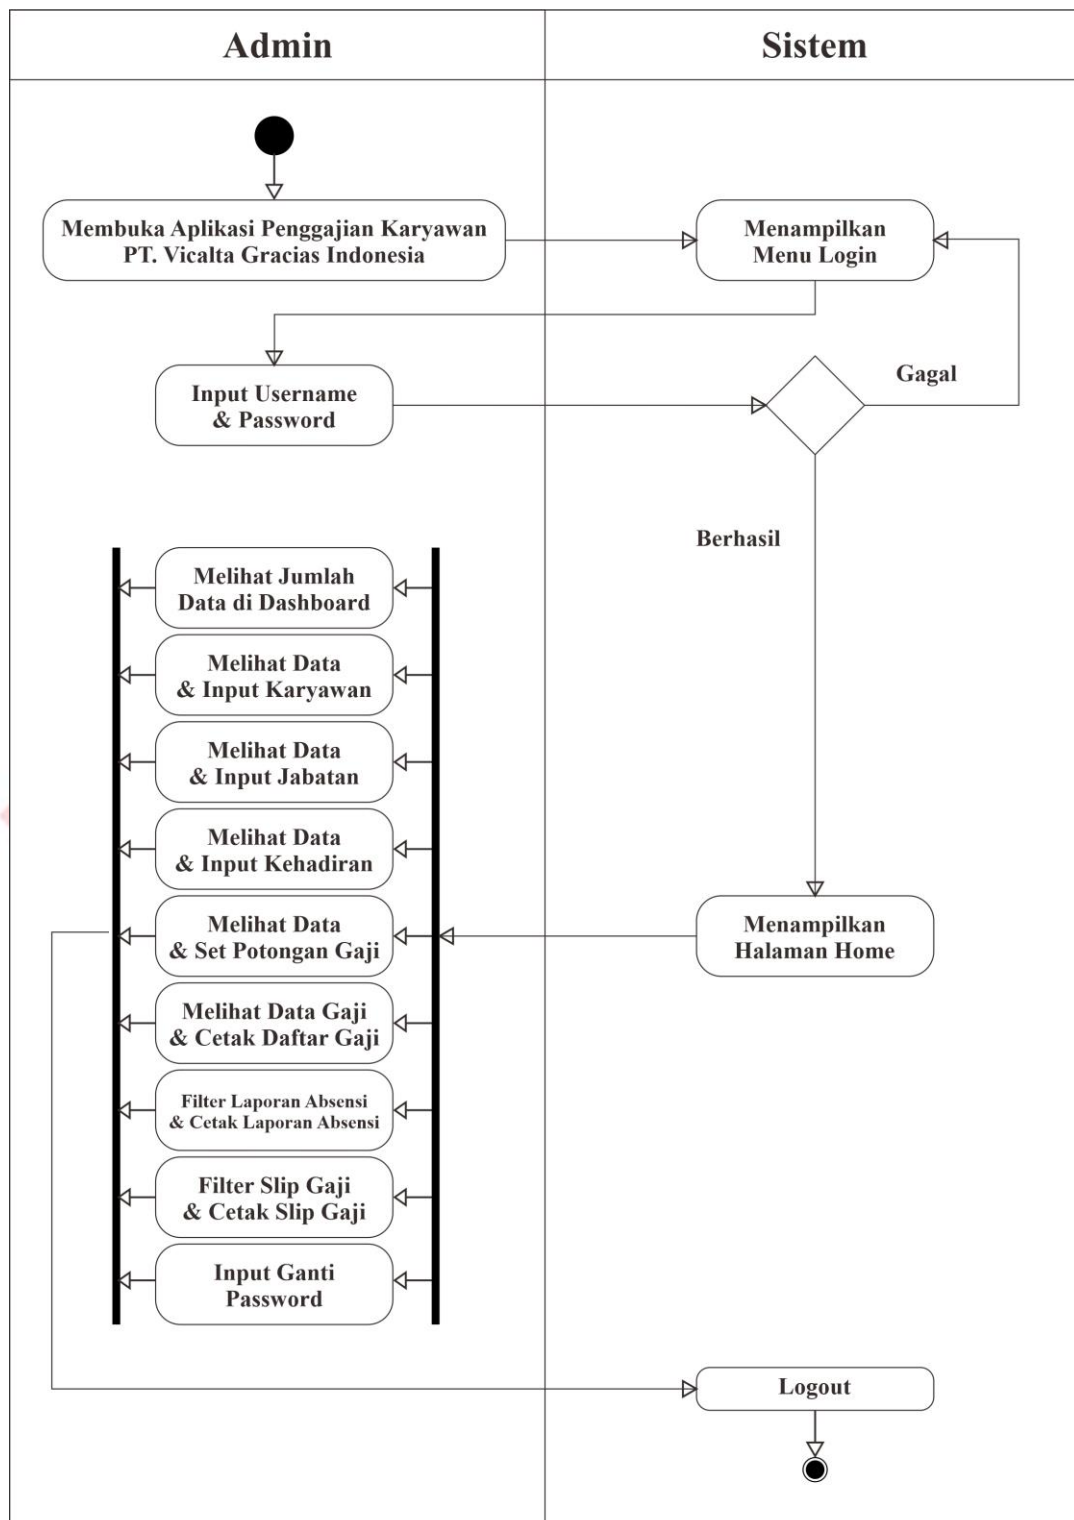 Admin
Sistem
Membuka Aplikasi Penggajian Karyawan
PT. Vicalta Gracias Indonesia
Menampilkan
Menu Login
Input Username
& Password
Gagal
Berhasil
Melihat Jumlah
Data di Dashboard
Melihat Data
& Input Karyawan
Melihat Data
& Input Jabatan
Melihat Data
& Input Kehadiran
Melihat Data
& Set Potongan Gaji
Menampilkan
Halaman Home
Melihat Data Gaji
& Cetak Daftar Gaji
Filter Laporan Absensi
& Cetak Laporan Absensi
Filter Slip Gaji
& Cetak Slip Gaji
Input Ganti
Password
Logout